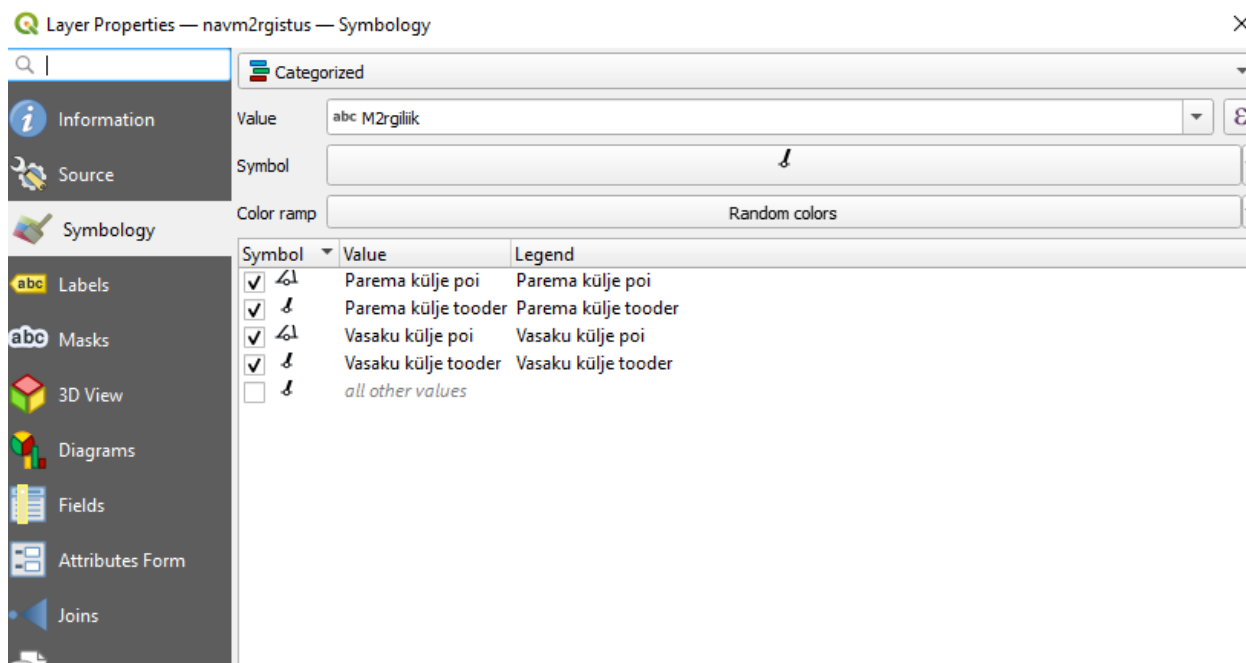 Layer Properties — navm2rgistus — Symbology
Information
Source
Symbology
abc Labels
abc Masks
3D View
Diagrams
Fields
Attributes Form
Joins
Categorized
Value abc M2rgiliik ε
Symbol
Color ramp Random colors
Symbol Value Legend
Parema külje poi Parema külje poi
Parema külje tooder Parema külje tooder
Vasaku külje poi Vasaku külje poi
Vasaku külje tooder Vasaku külje tooder
all other values